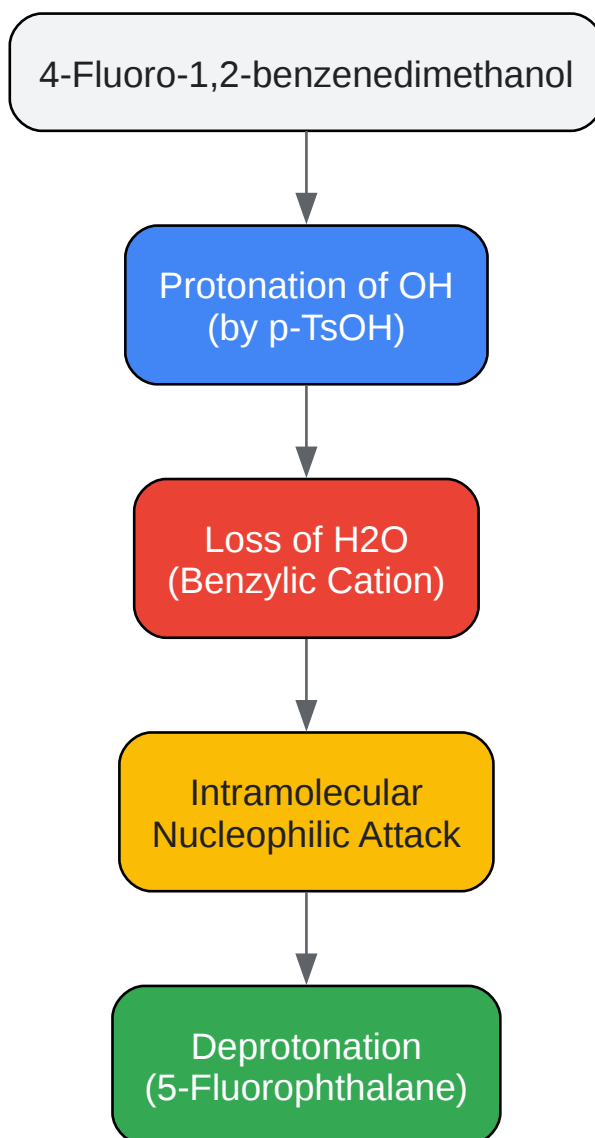 4-Fluoro-1,2-benzenedimethanol
Protonation of OH
(by p-TsOH)
Loss of H2O
(Benzylic Cation)
Intramolecular
Nucleophilic Attack
Deprotonation
(5-Fluorophthalane)